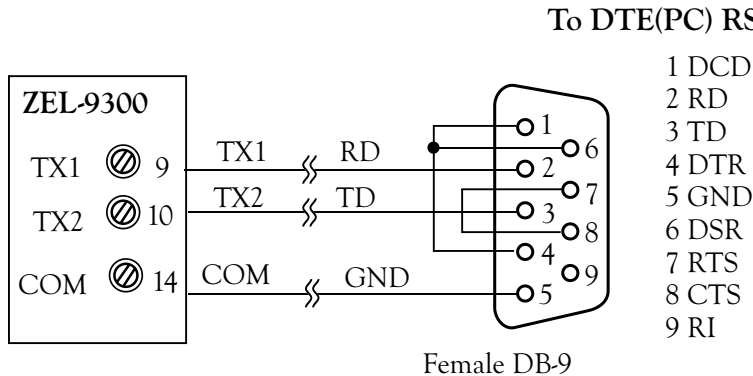 To DTE(PC) RS
ZEL-9300
TX1 9
TX2 10
COM 14
TX1 RD
TX2 TD
COM GND
1
6
2
7
3
8
4
9
5
Female DB-9
1 DCD
2 RD
3 TD
4 DTR
5 GND
6 DSR
7 RTS
8 CTS
9 RI